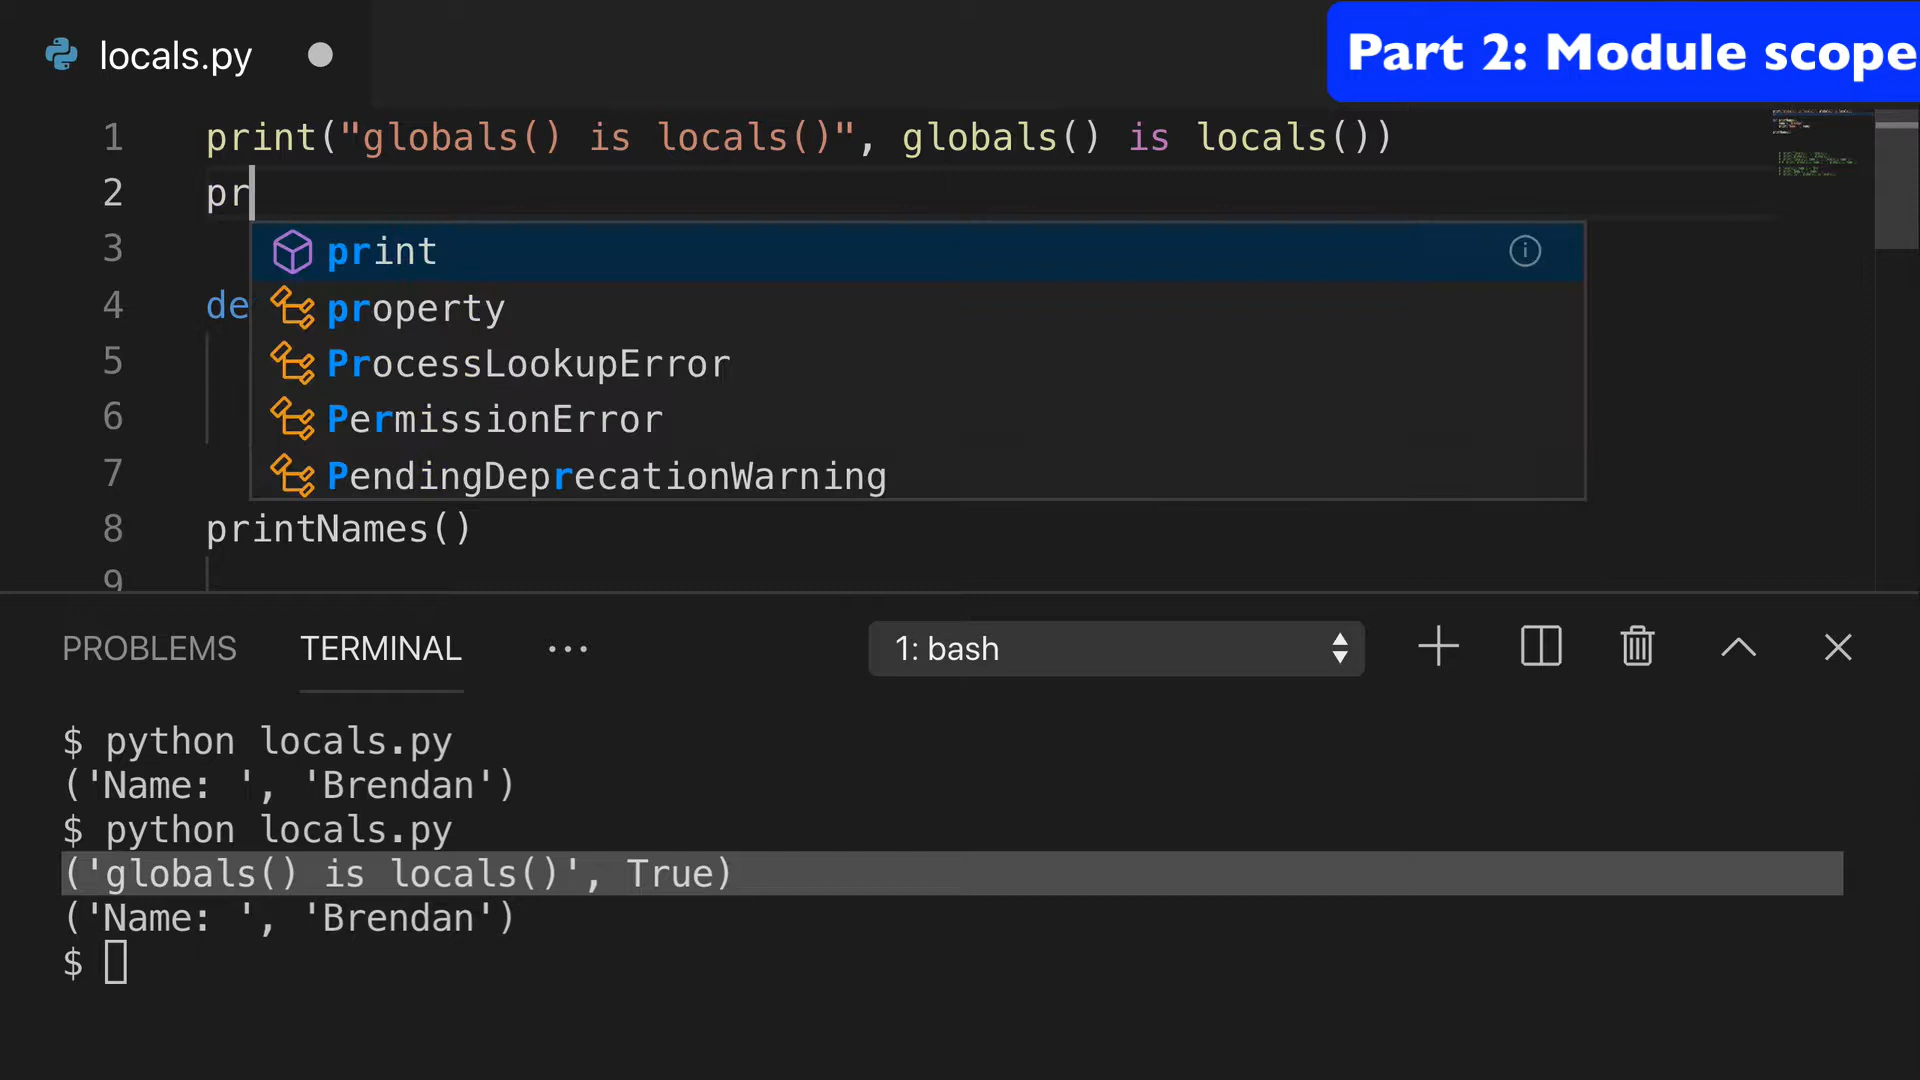 locals.py
Part 2: Module scope
1 print("globals() is locals()", globals() is locals())
2 pr
3 print
4 de property
5 ProcessLookupError
6 PermissionError
7 PendingDeprecationWarning
8 printNames()
9
PROBLEMS TERMINAL ... 1: bash
$ python locals.py
('Name: ', 'Brendan')
$ python locals.py
('globals() is locals()', True)
('Name: ', 'Brendan')
$